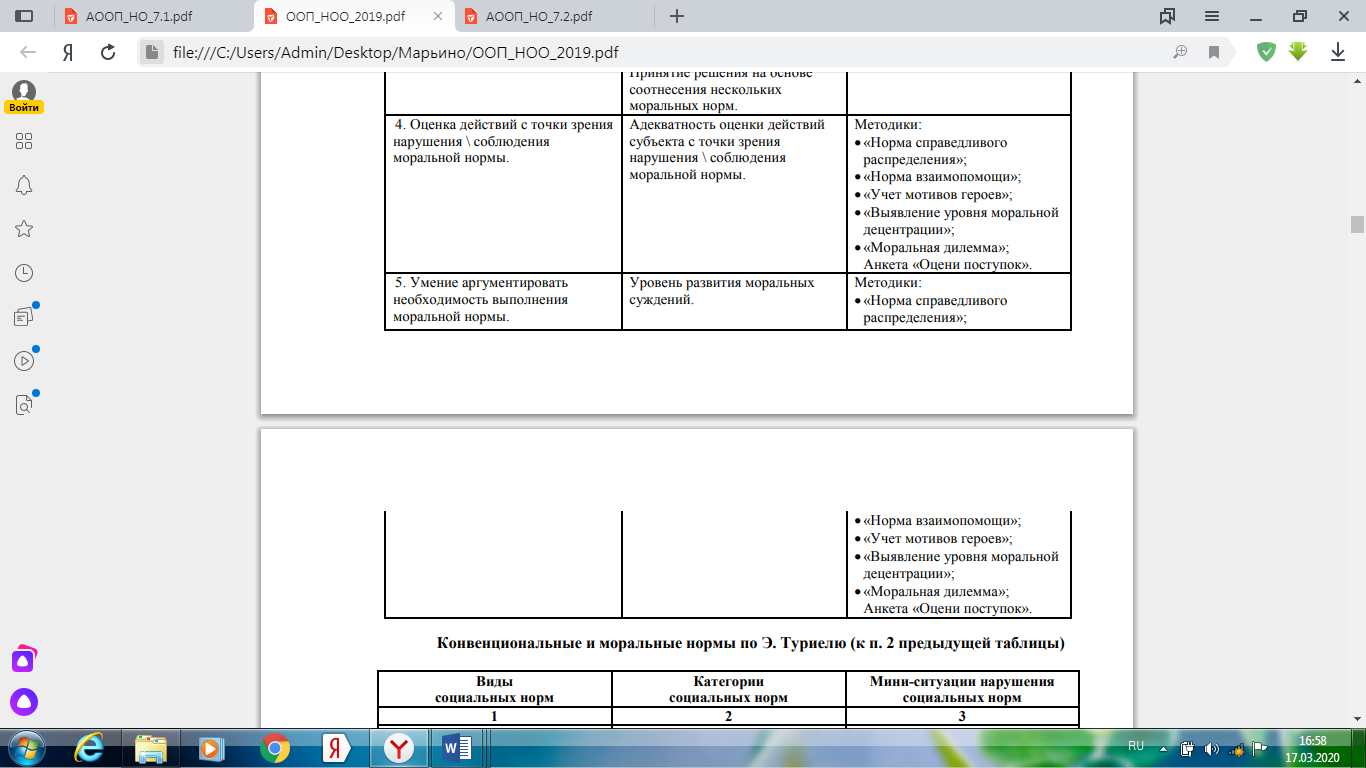 АООП_НО_7.1.pdf
ООП_НОО_2019.pdf
АООП_НО_7.2.pdf
file:///C:/Users/Admin/Desktop/Марьино/ООП_НОО_2019.pdf
Войти
Принятие решения на основе
соотнесения нескольких
моральных норм.
4. Оценка действий с точки зрения
нарушения \ соблюдения
моральной нормы.
Адекватность оценки действий
субъекта с точки зрения
нарушения \ соблюдения
моральной нормы.
Методики:
• «Норма справедливого
распределения»;
• «Норма взаимопомощи»;
• «Учет мотивов героев»;
• «Выявление уровня моральной
децентрации»;
• «Моральная дилемма»;
Анкета «Оцени поступок».
5. Умение аргументировать
необходимость выполнения
моральной нормы.
Уровень развития моральных
суждений.
Методики:
• «Норма справедливого
распределения»;
• «Норма взаимопомощи»;
• «Учет мотивов героев»;
• «Выявление уровня моральной
децентрации»;
• «Моральная дилемма»;
Анкета «Оцени поступок».
Конвенциональные и моральные нормы по Э. Туриелю (к п. 2 предыдущей таблицы)
Виды
социальных норм
Категории
социальных норм
Мини-ситуации нарушения
социальных норм
1
2
3
RU
16:58
17.03.2020